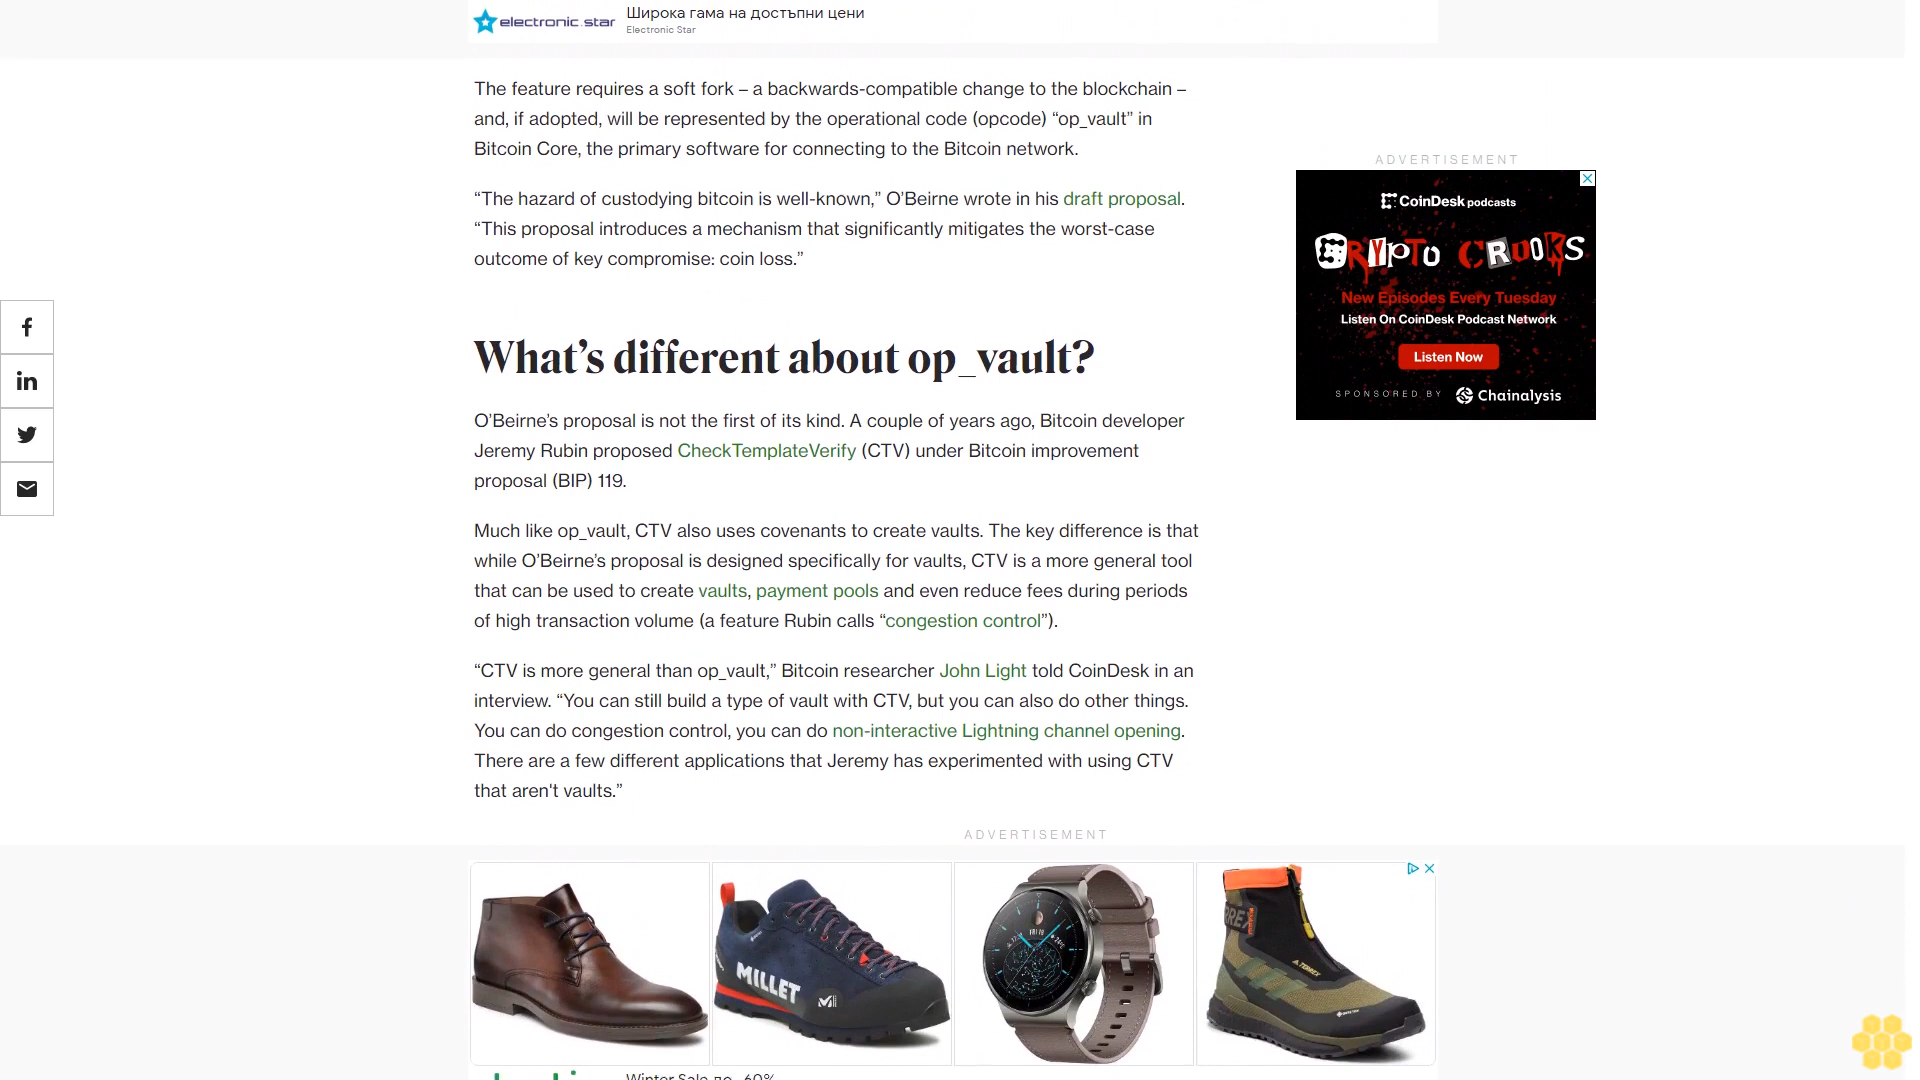 electronic.star
Широка гама на достъпни цени
Electronic Star
The feature requires a soft fork – a backwards-compatible change to the blockchain –
and, if adopted, will be represented by the operational code (opcode) “op_vault” in
Bitcoin Core, the primary software for connecting to the Bitcoin network.
“The hazard of custodying bitcoin is well-known,” O’Beirne wrote in his draft proposal.
“This proposal introduces a mechanism that significantly mitigates the worst-case
outcome of key compromise: coin loss.”
What’s different about op_vault?
O’Beirne’s proposal is not the first of its kind. A couple of years ago, Bitcoin developer
Jeremy Rubin proposed CheckTemplateVerify (CTV) under Bitcoin improvement
proposal (BIP) 119.
Much like op_vault, CTV also uses covenants to create vaults. The key difference is that
while O’Beirne’s proposal is designed specifically for vaults, CTV is a more general tool
that can be used to create vaults, payment pools and even reduce fees during periods
of high transaction volume (a feature Rubin calls “congestion control”).
“CTV is more general than op_vault,” Bitcoin researcher John Light told CoinDesk in an
interview. “You can still build a type of vault with CTV, but you can also do other things.
You can do congestion control, you can do non-interactive Lightning channel opening.
There are a few different applications that Jeremy has experimented with using CTV
that aren't vaults.”
ADVERTISEMENT
CoinDesk podcasts
CRYPTO CROOKS
New Episodes Every Tuesday
Listen On CoinDesk Podcast Network
Listen Now
SPONSORED BY Chainalysis
ADVERTISEMENT
MILLET
TERREX
Winter Sale до -60%